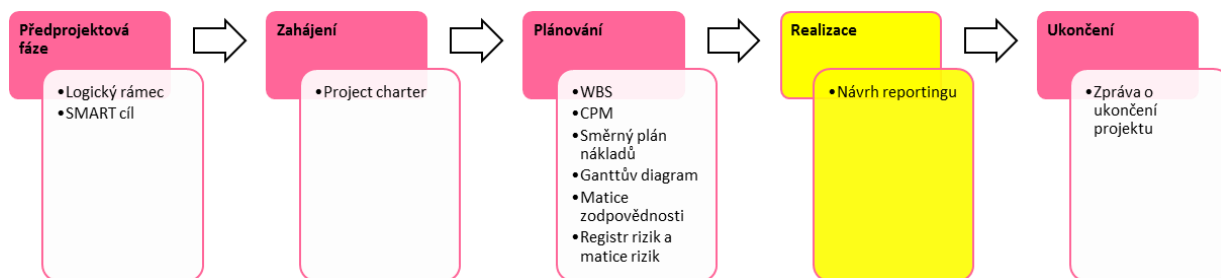 Předprojektová
fáze
•Logický rámec
•SMART cíl
Zahájení
•Project charter
Plánování
•WBS
•CPM
•Směrný plán
nákladů
•Ganttův diagram
•Matice
zodpovědnosti
•Registr rizik a
matice rizik
Realizace
•Návrh reportingu
Ukončení
•Zpráva o
ukončení
projektu